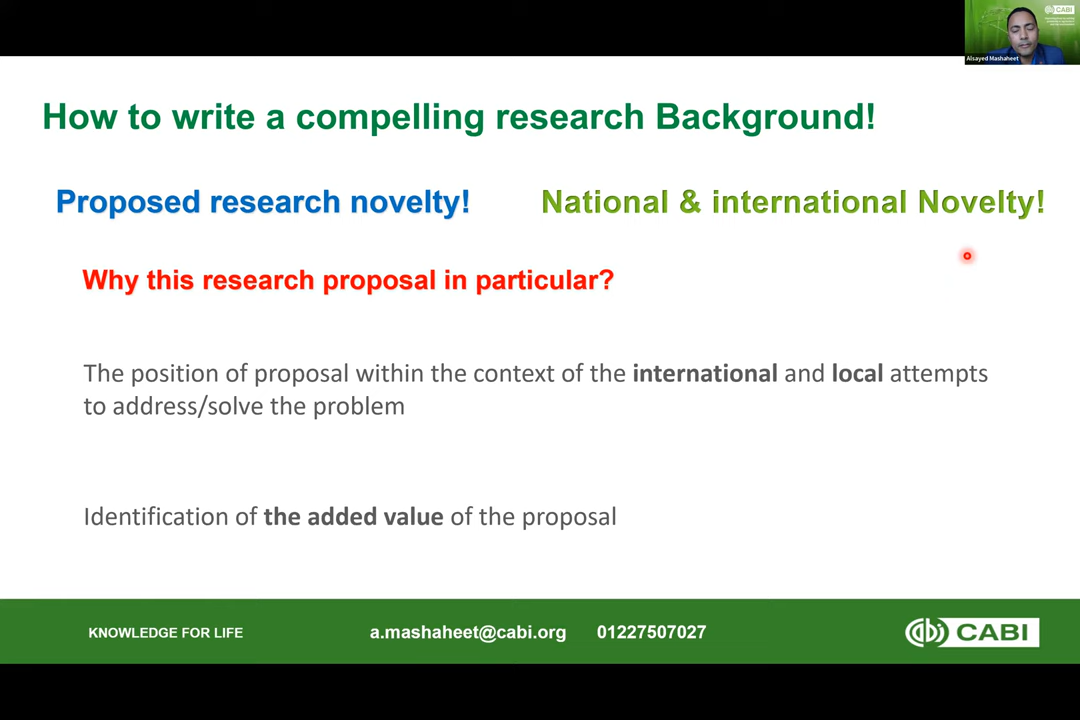 CABI
Alsayed Mashaheet
How to write a compelling research Background!
Proposed research novelty!
National & international Novelty!
Why this research proposal in particular?
The position of proposal within the context of the international and local attempts
to address/solve the problem
Identification of the added value of the proposal
KNOWLEDGE FOR LIFE
a.mashaheet@cabi.org
01227507027
CABI